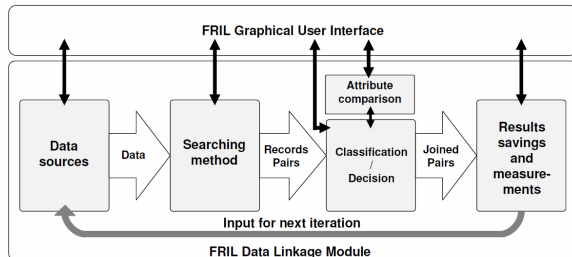 FRIL Graphical User Interface
Attribute
comparison
Data
sources
Data
Searching
method
Records
Pairs
Classification
/
Decision
Joined
Pairs
Results
savings
and
measure-
ments
Input for next iteration
FRIL Data Linkage Module